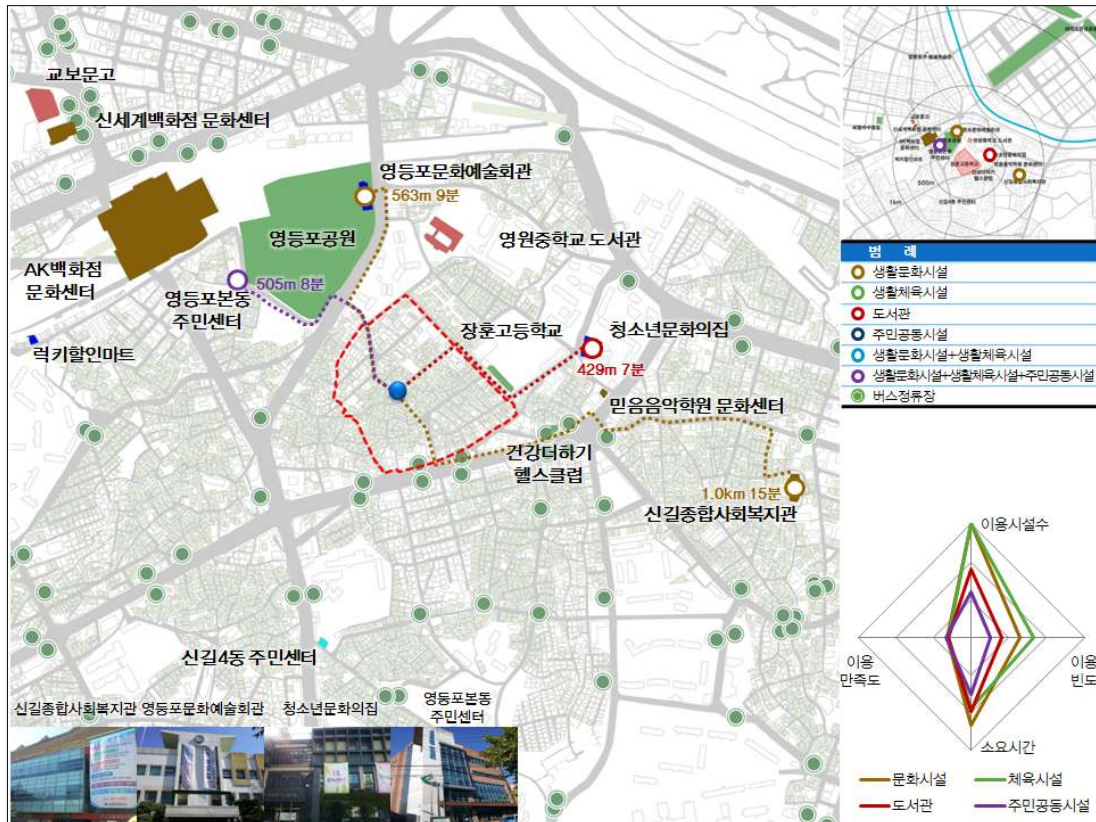 교보문고
신세계백화점 문화센터
영등포문화예술회관
563m 9분
영등포공원
영원중학교 도서관
AK백화점
문화센터
505m 8분
영등포본동
주민센터
럭키할인마트
장훈고등학교
청소년문화의집
429m 7분
믿음음악학원 문화센터
건강더하기
헬스클럽
1.0km 15분
신길종합사회복지관
신길4동 주민센터
신길종합사회복지관
영등포문화예술회관
청소년문화의집
영등포본동
주민센터
500m
1km
범 례
생활문화시설
생활체육시설
도서관
주민공동시설
생활문화시설+생활체육시설
생활문화시설+생활체육시설+주민공동시설
버스정류장
이용시설수
이용
만족도
이용
빈도
소요시간
문화시설
체육시설
도서관
주민공동시설